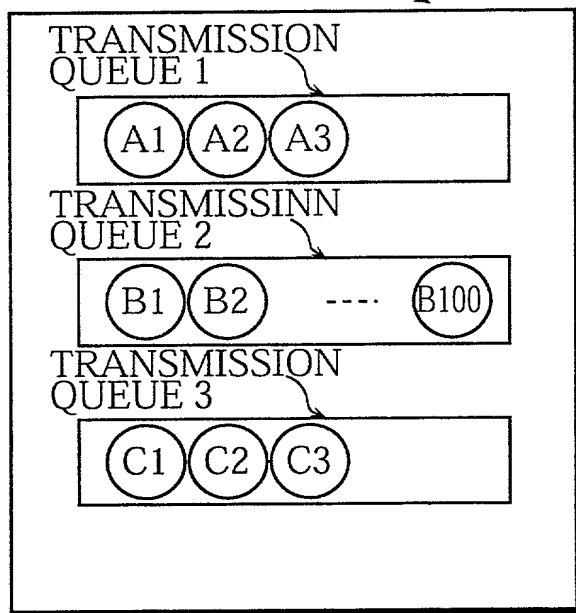 TRANSMISSION
QUEUE 1
A1 A2 A3
TRANSMISSINN
QUEUE 2
B1 B2 ---- B100
TRANSMISSION
QUEUE 3
C1 C2 C3